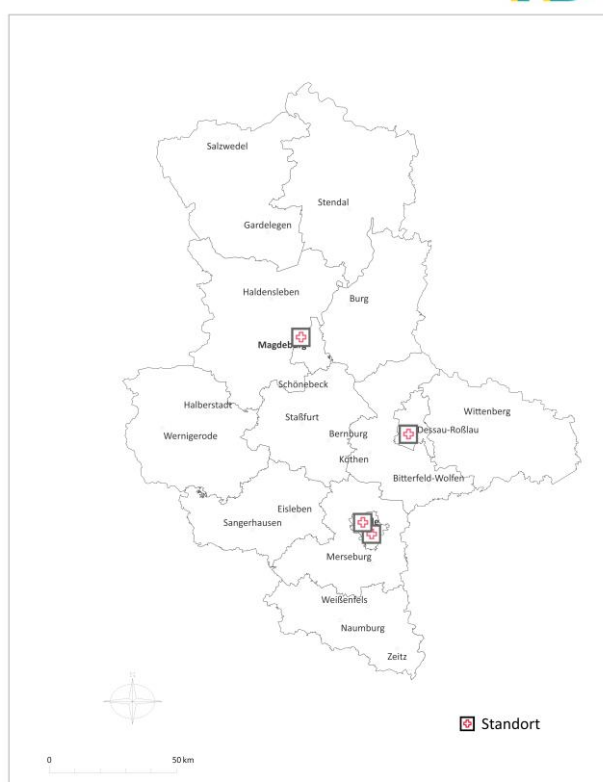 Salzwedel
Stendal
Gardelegen
Haldensleben
Burg
Magdeburg
Schönebeck
Halberstadt
Staßfurt
Wittenberg
Wernigerode
Bernburg
Dessau-Roßlau
Köthen
Bitterfeld-Wolfen
Eisleben
Sangerhausen
Merseburg
Weißenfels
Naumburg
Zeitz
Standort
0 50 km